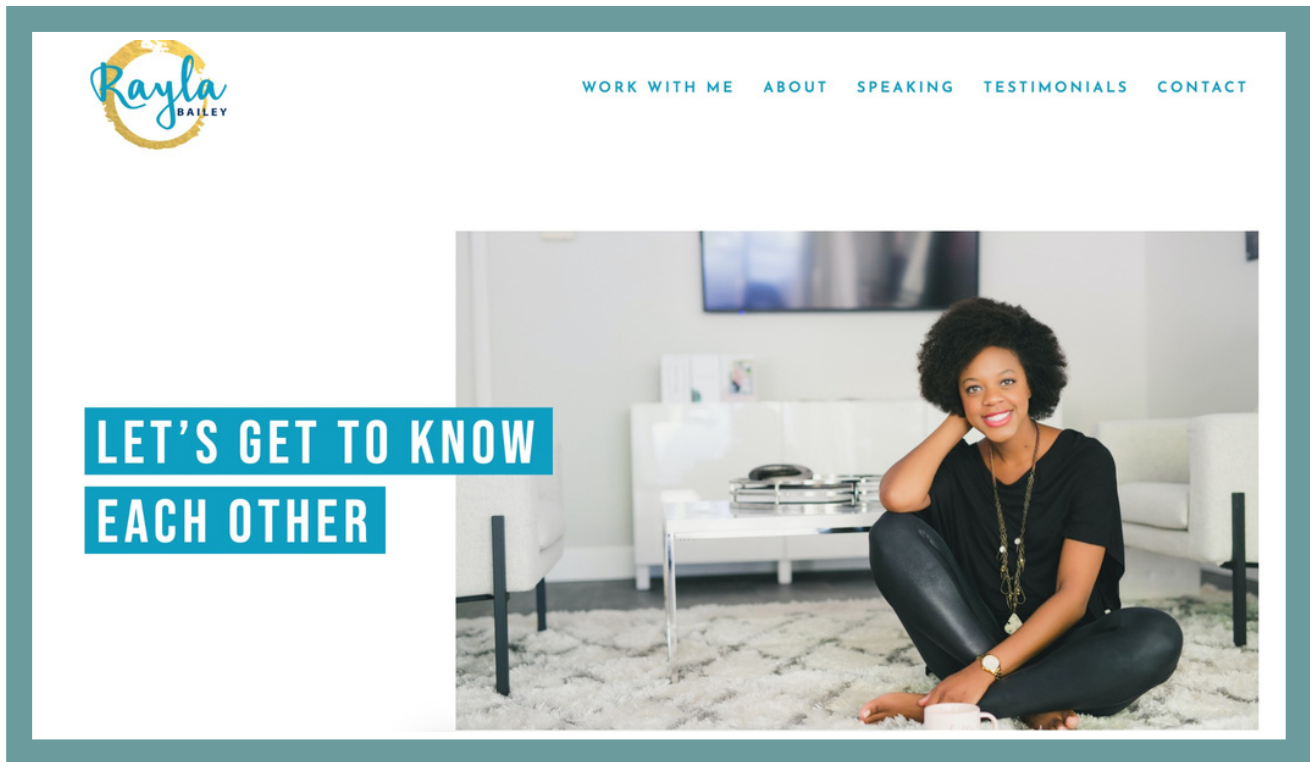 Rayla
BAILEY
WORK WITH ME ABOUT SPEAKING TESTIMONIALS CONTACT
LET’S GET TO KNOW
EACH OTHER